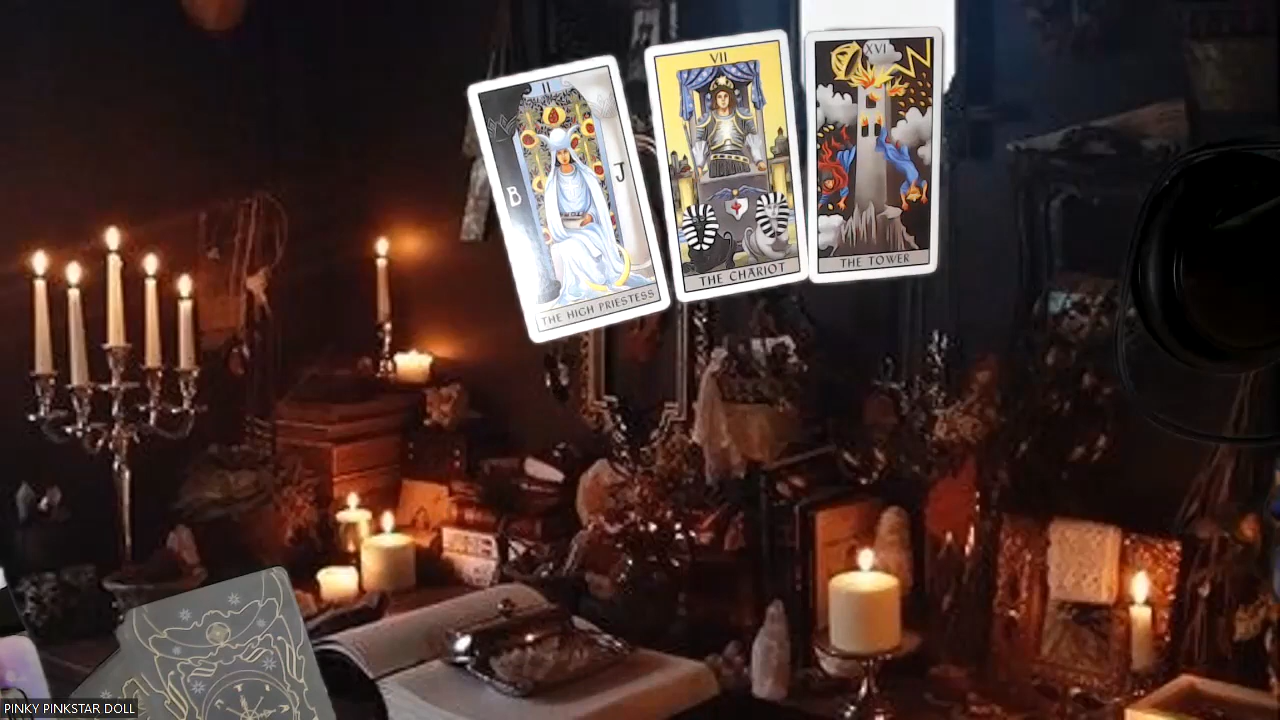 II
B
J
THE HIGH PRIESTESS
VII
THE CHARIOT
XVI
THE TOWER
PINKY PINKSTAR DOLL